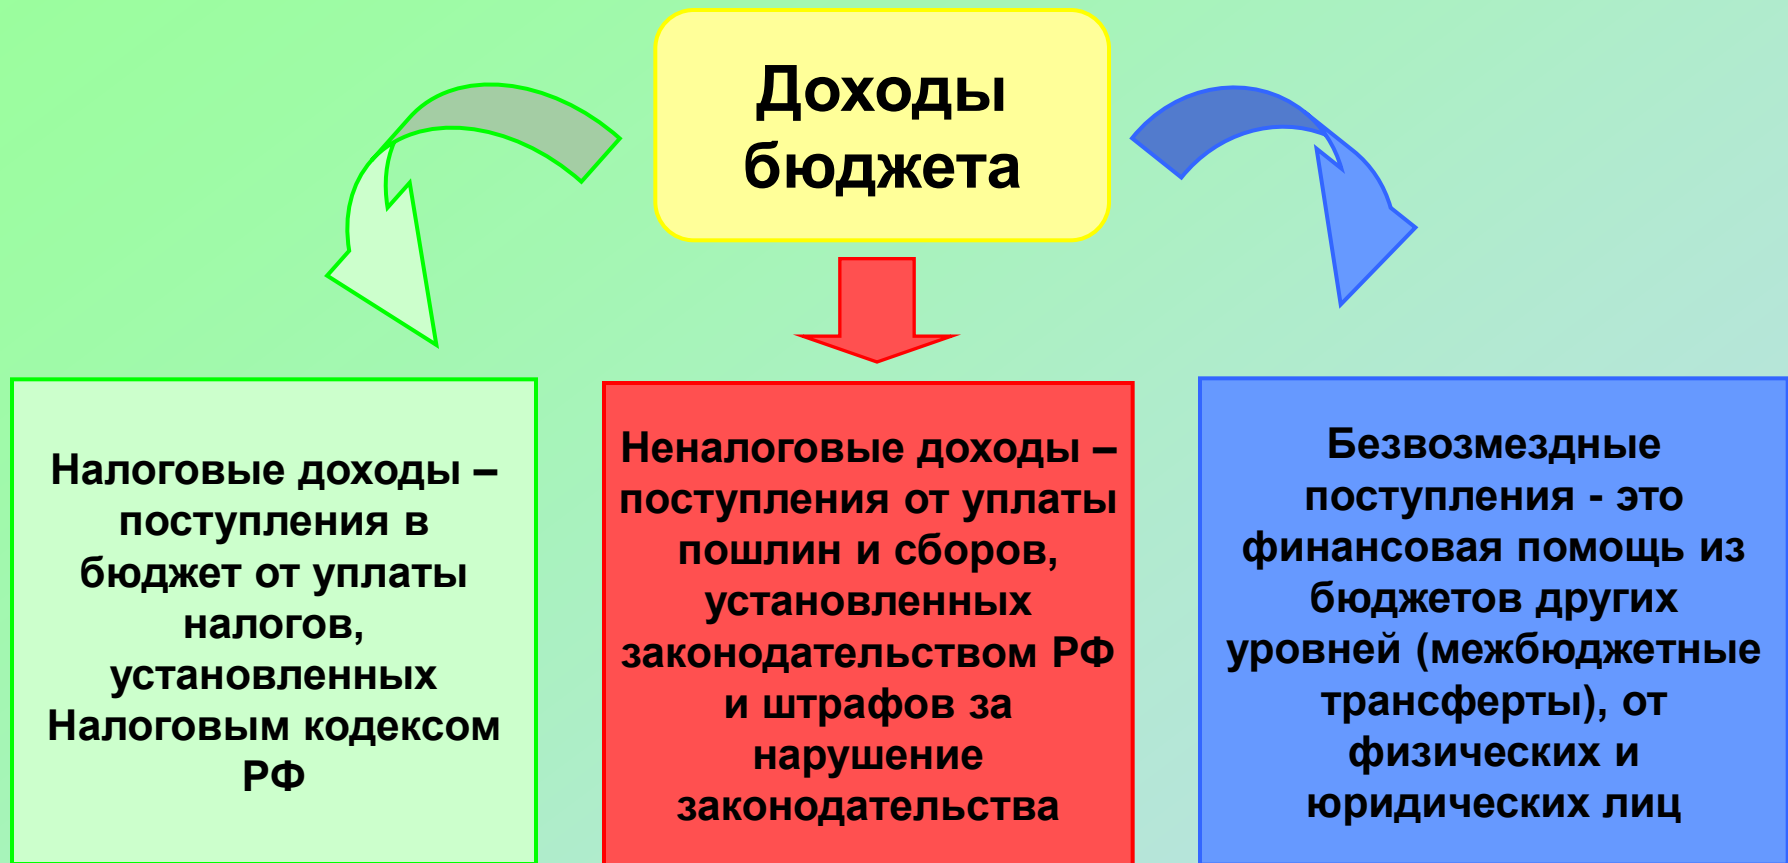 Доходы
бюджета
Налоговые доходы –
поступления в
бюджет от уплаты
налогов,
установленных
Налоговым кодексом
РФ
Неналоговые доходы –
поступления от уплаты
пошлин и сборов,
установленных
законодательством РФ
и штрафов за
нарушение
законодательства
Безвозмездные
поступления - это
финансовая помощь из
бюджетов других
уровней (межбюджетные
трансферты), от
физических и
юридических лиц